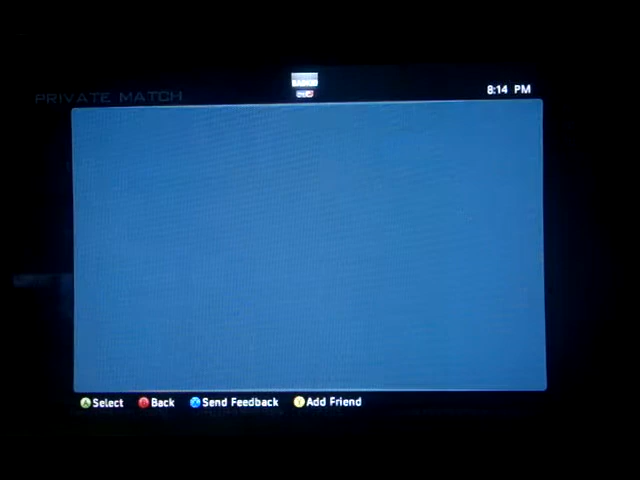 PRIVATE MATCH
8:14 PM
A Select B Back X Send Feedback Y Add Friend